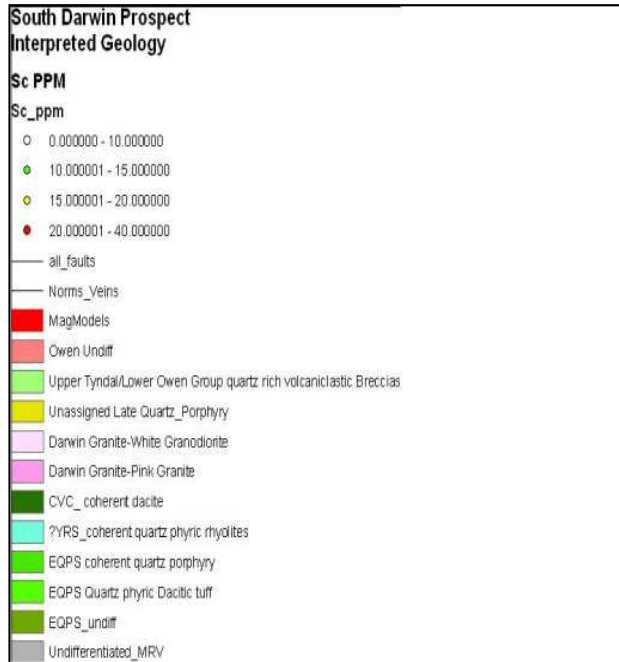 South Darwin Prospect
Interpreted Geology
Sc PPM
Sc_ppm
0.000000 - 10.000000
10.000001 - 15.000000
15.000001 - 20.000000
20.000001 - 40.000000
all_faults
Norms_Veins
MagModels
Owen Undiff
Upper Tyndal/Lower Owen Group quartz rich volcaniclastic Breccias
Unassigned Late Quartz_Porphyry
Darwin Granite-White Granodiorite
Darwin Granite-Pink Granite
CVC_ coherent dacite
?YRS_coherent quartz phyric rhyolites
EQPS coherent quartz porphyry
EQPS Quartz phyric Dacitic tuff
EQPS_undiff
Undifferentiated_MRV